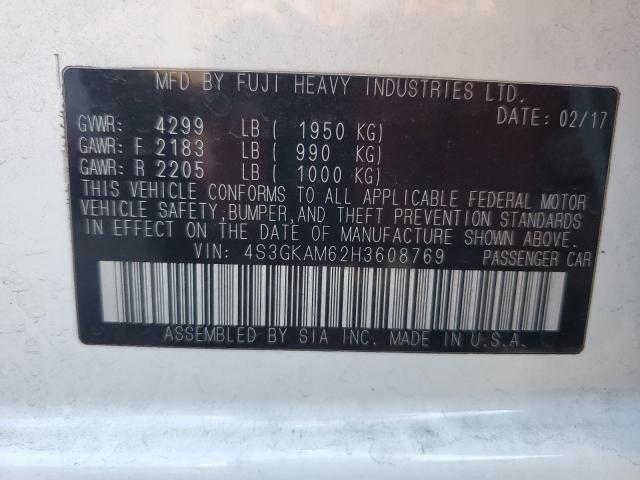 MFD BY FUJI HEAVY INDUSTRIES LTD.
DATE: 02/17
GVWR: 4299 LB ( 1950 KG)
GAWR: F 2183 LB ( 990 KG)
GAWR: R 2205 LB ( 1000 KG)
THIS VEHICLE CONFORMS TO ALL APPLICABLE FEDERAL MOTOR
VEHICLE SAFETY, BUMPER, AND THEFT PREVENTION STANDARDS
IN EFFECT ON THE DATE OF MANUFACTURE SHOWN ABOVE.
VIN: 4S3GKAM62H3608769 PASSENGER CAR
ASSEMBLED BY SIA INC. MADE IN U.S.A.